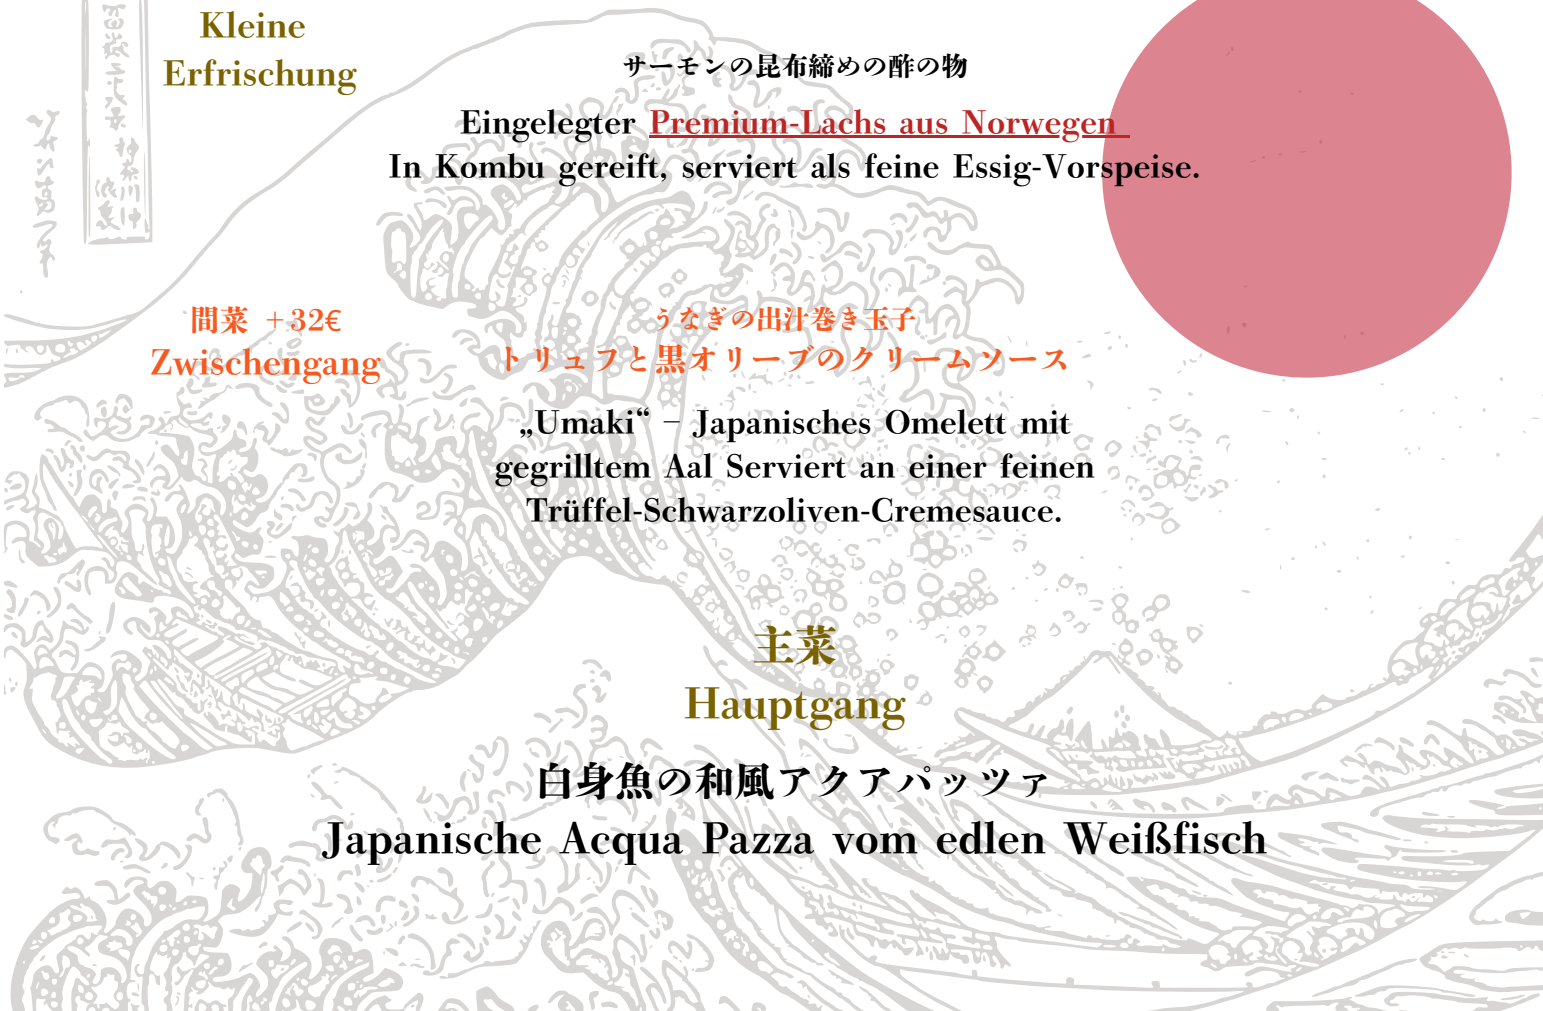 Kleine
Erfrischung
サーモンの昆布締めの酢の物
Eingelegter Premium-Lachs aus Norwegen
In Kombu gereift, serviert als feine Essig-Vorspeise.
間菜 +32€
Zwischengang
うなぎの出汁巻き玉子
トリュフと黒オリーブのクリームソース
„Umaki“ – Japanisches Omelett mit
gegrilltem Aal Serviert an einer feinen
Trüffel-Schwarzoliven-Cremesauce.
主菜
Hauptgang
白身魚の和風アクアパッツァ
Japanische Acqua Pazza vom edlen Weißfisch